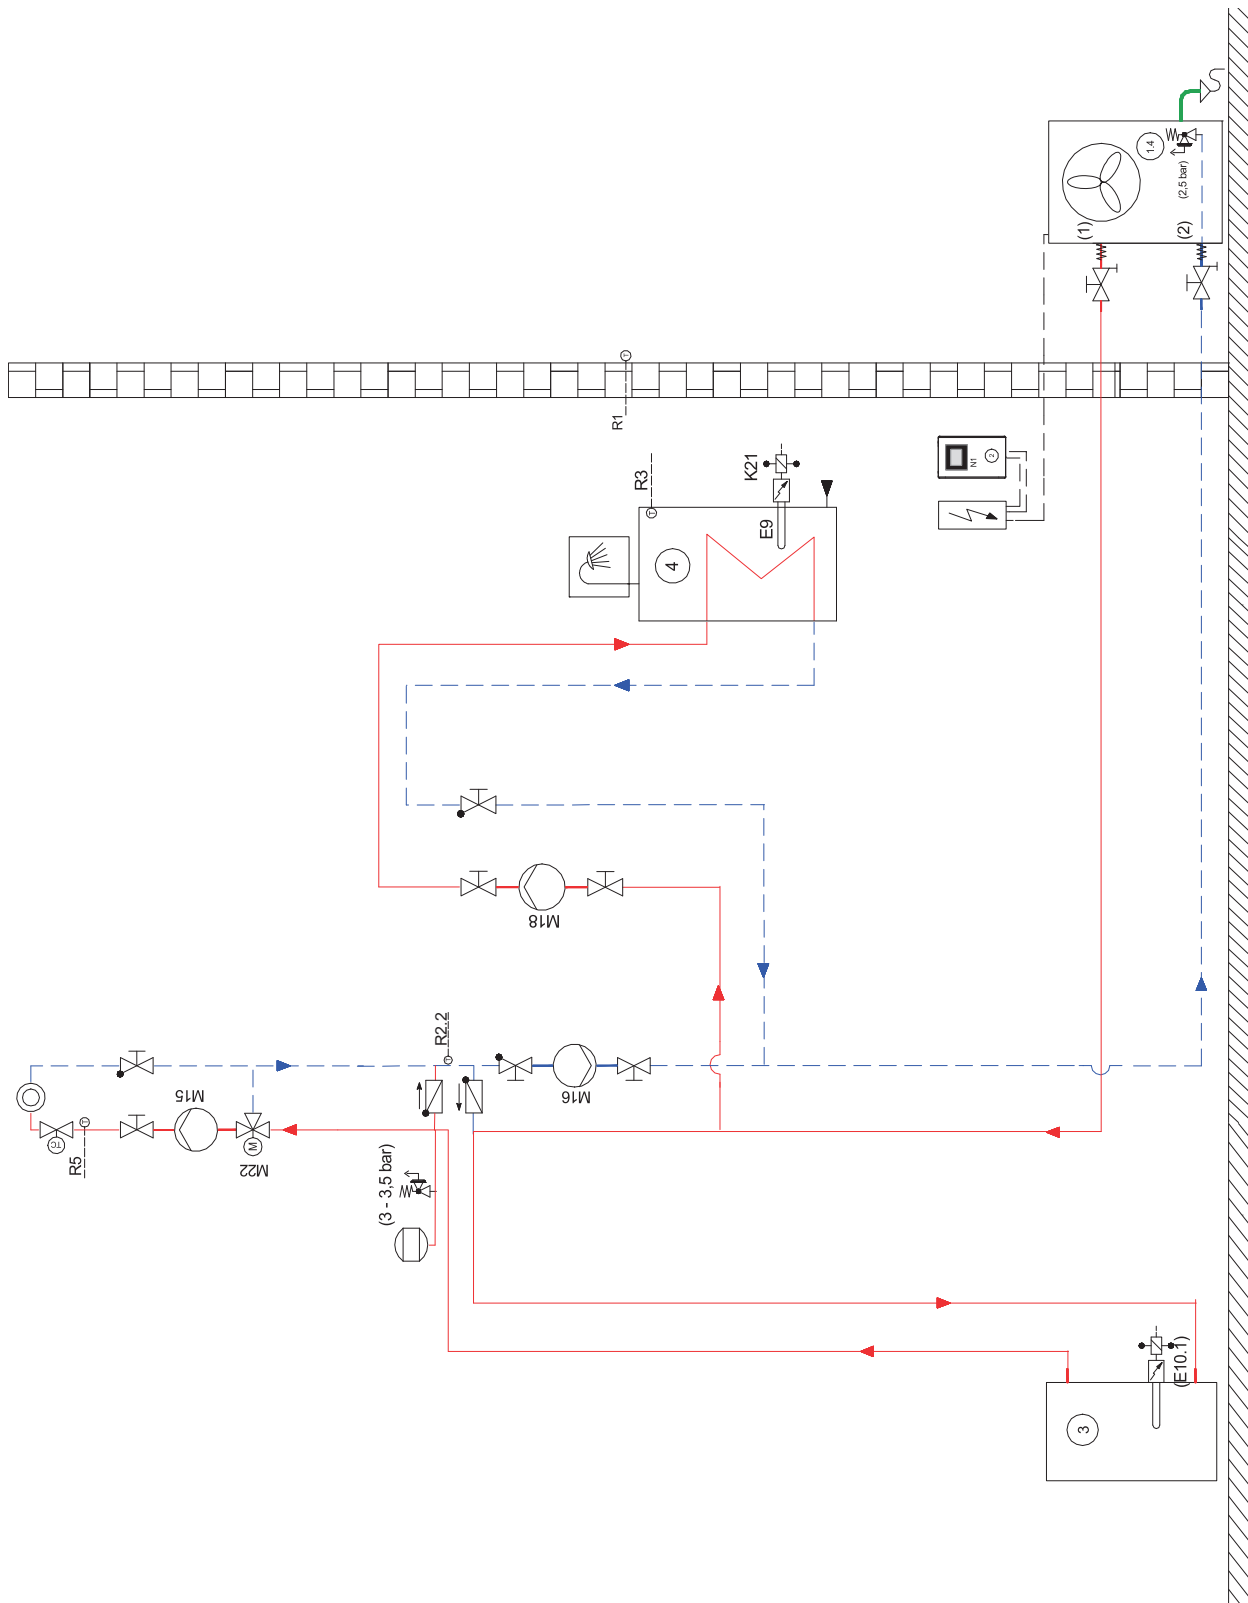 1.4
(2,5 bar)
(1)
(2)
T
R1
R3
T
K21
E9
4
N1
2
M18
R2.2
T
M16
M15
T
R5
M
M22
(3 - 3,5 bar)
(E10.1)
3